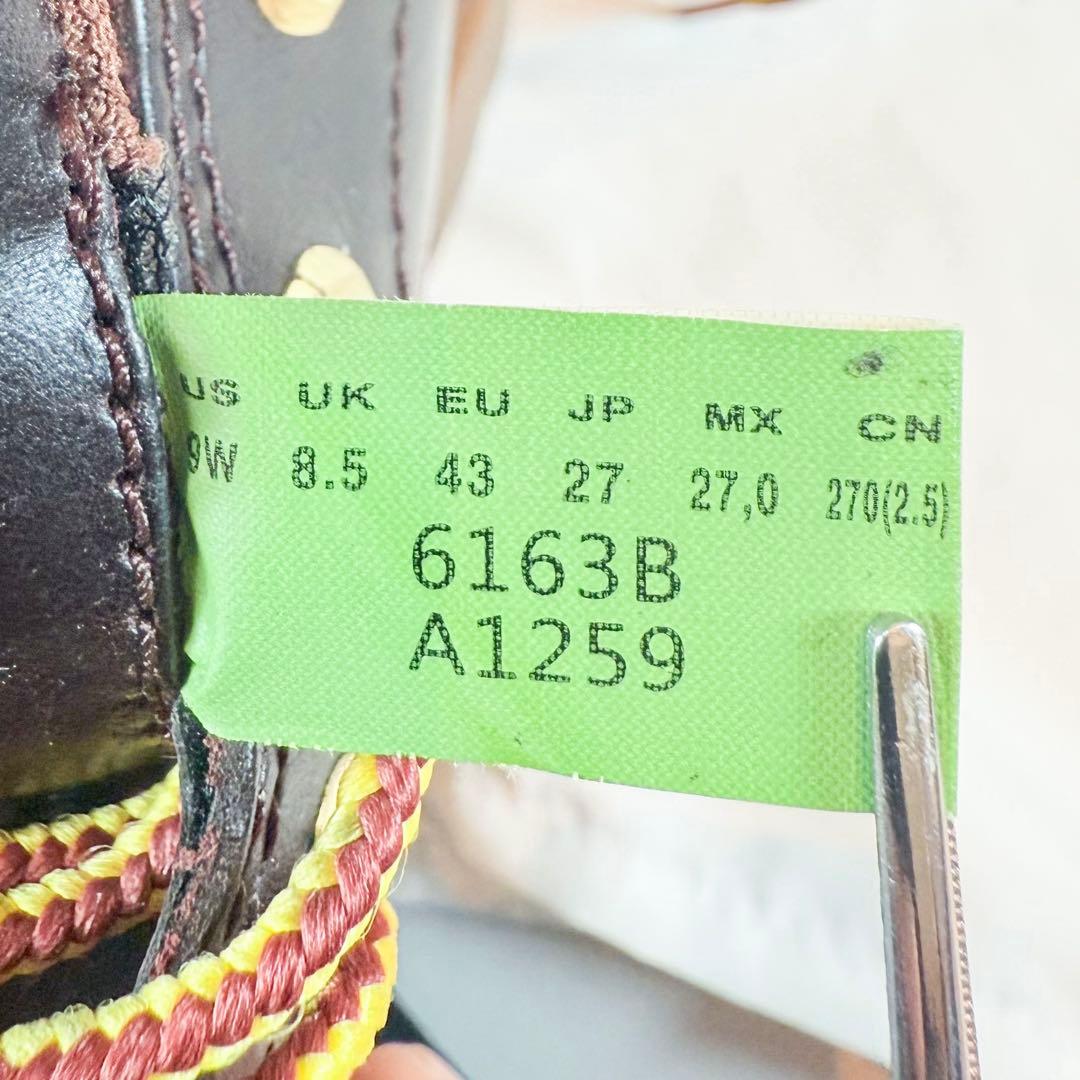 US UK EU JP MX CN
9W 8.5 43 27 27,0 270(2.5)
6163B
A1259